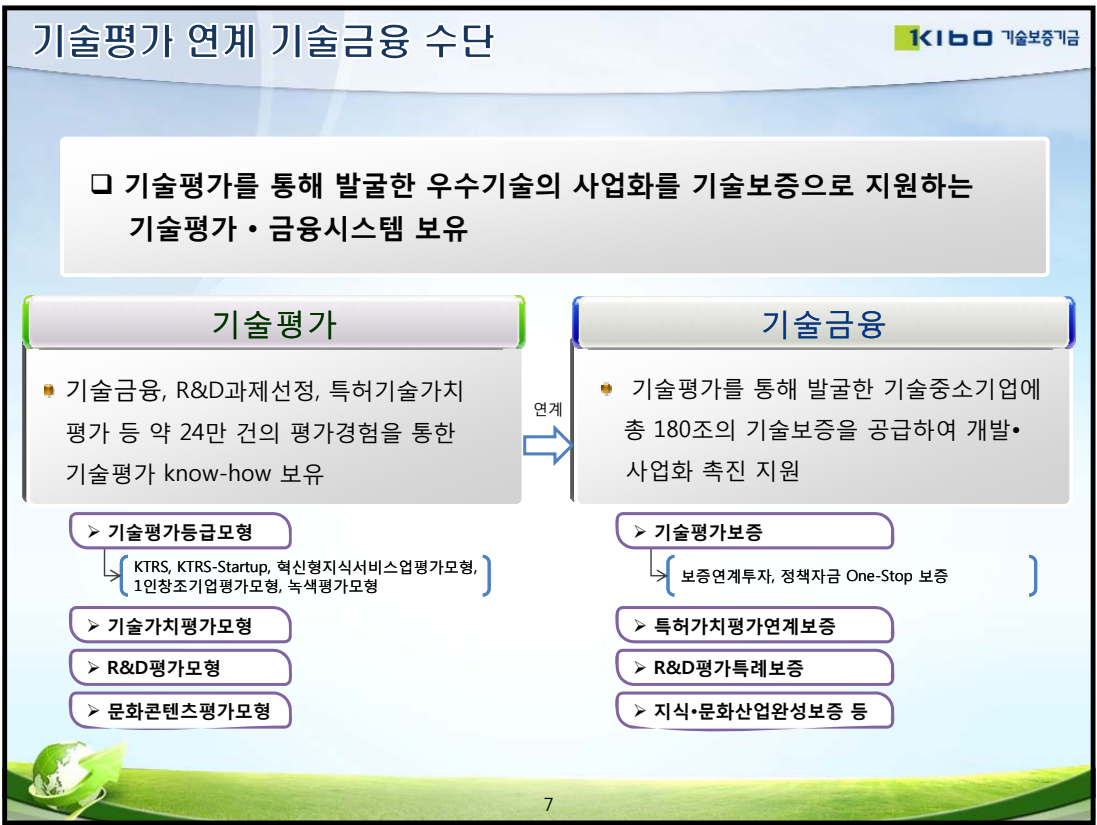 기술평가 연계 기술금융 수단
KIBO 기술보증기금
❑ 기술평가를 통해 발굴한 우수기술의 사업화를 기술보증으로 지원하는
기술평가 • 금융시스템 보유
기술평가
기술금융, R&D과제선정, 특허기술가치
평가 등 약 24만 건의 평가경험을 통한
기술평가 know-how 보유
연계
기술금융
기술평가를 통해 발굴한 기술중소기업에
총 180조의 기술보증을 공급하여 개발•
사업화 촉진 지원
➢ 기술평가등급모형
KTRS, KTRS-Startup, 혁신형지식서비스업평가모형,
1인창조기업평가모형, 녹색평가모형
➢ 기술가치평가모형
➢ R&D평가모형
➢ 문화콘텐츠평가모형
➢ 기술평가보증
보증연계투자, 정책자금 One-Stop 보증
➢ 특허가치평가연계보증
➢ R&D평가특례보증
➢ 지식•문화산업완성보증 등
7